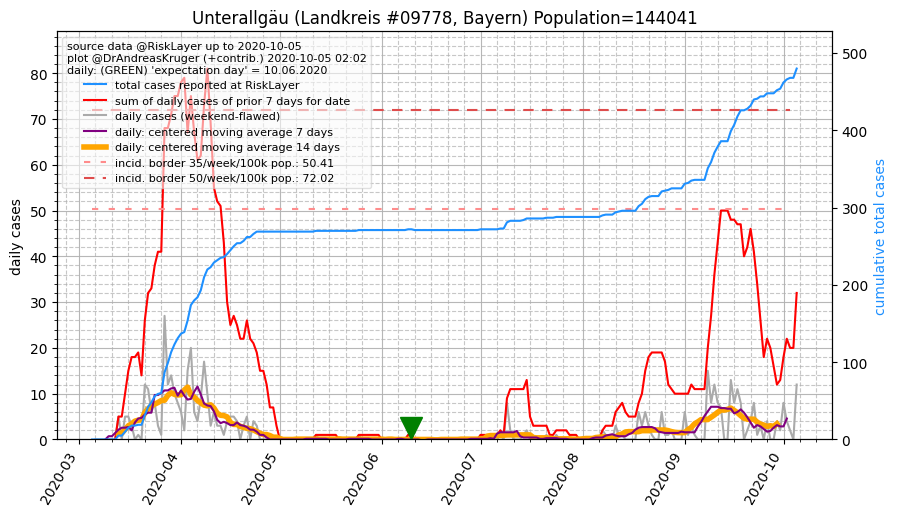 Unterallgäu (Landkreis #09778, Bayern) Population=144041
source data @RiskLayer up to 2020-10-05
plot @DrAndreasKruger (+contrib.) 2020-10-05 02:02
daily: (GREEN) 'expectation day' = 10.06.2020
total cases reported at RiskLayer
sum of daily cases of prior 7 days for date
daily cases (weekend-flawed)
daily: centered moving average 7 days
daily: centered moving average 14 days
incid. border 35/week/100k pop.: 50.41
incid. border 50/week/100k pop.: 72.02
daily cases
80
70
60
50
40
30
20
10
0
cumulative total cases
500
400
300
200
100
0
2020-03
2020-04
2020-05
2020-06
2020-07
2020-08
2020-09
2020-10